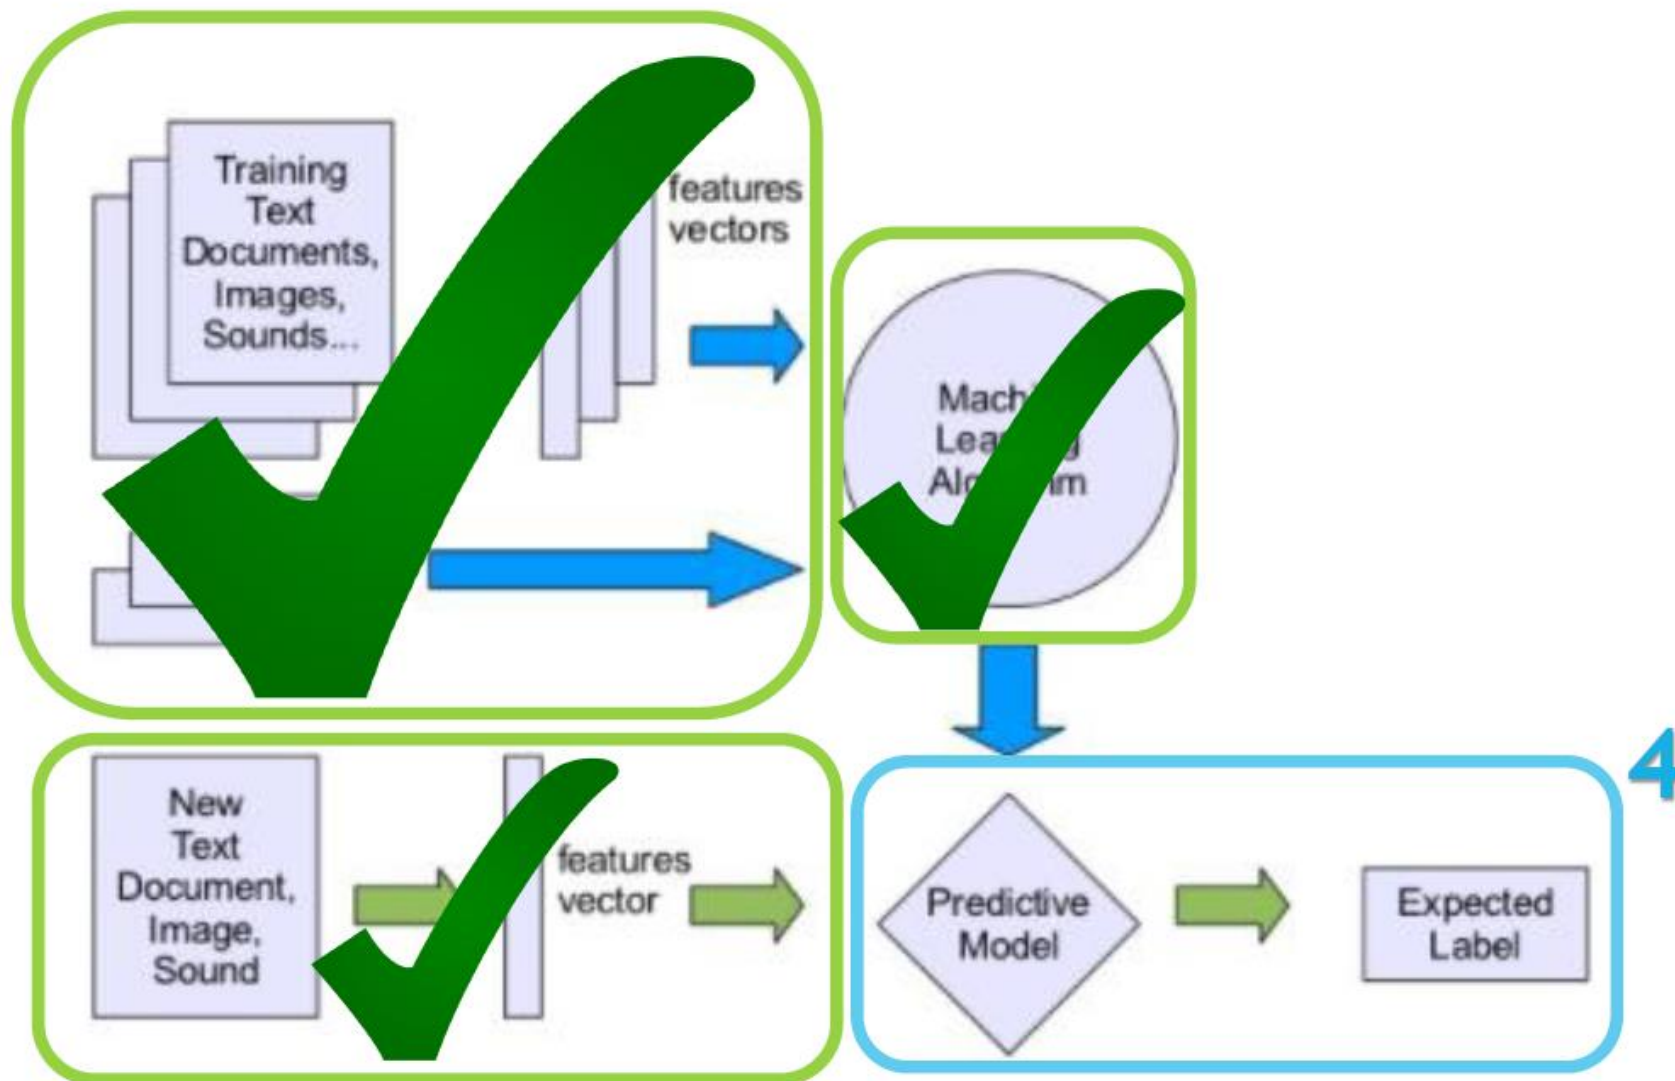 Training
Text
Documents,
Images,
Sounds...
features
vectors
Algorithm
New
Text
Document,
Image,
Sound
features
vector
Predictive
Model
Expected
Label
4